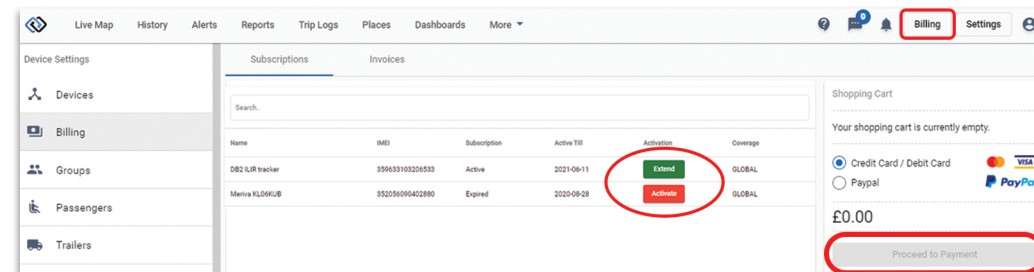 Live Map History Alerts Reports Trip Logs Places Dashboards More 0 Billing Settings
Device Settings
Devices
Billing
Groups
Passengers
Trailers
Subscriptions Invoices
Search..
Name IMEI Subscription Active Till Activation Coverage
DB2 ILIR tracker 359633103206533 Active 2021-06-11 Extend GLOBAL
Meriva KL06KUB 352056090402880 Expired 2020-08-28 Activate GLOBAL
Shopping Cart
Your shopping cart is currently empty.
Credit Card / Debit Card VISA
Paypal PayPa
£0.00
Proceed to Payment